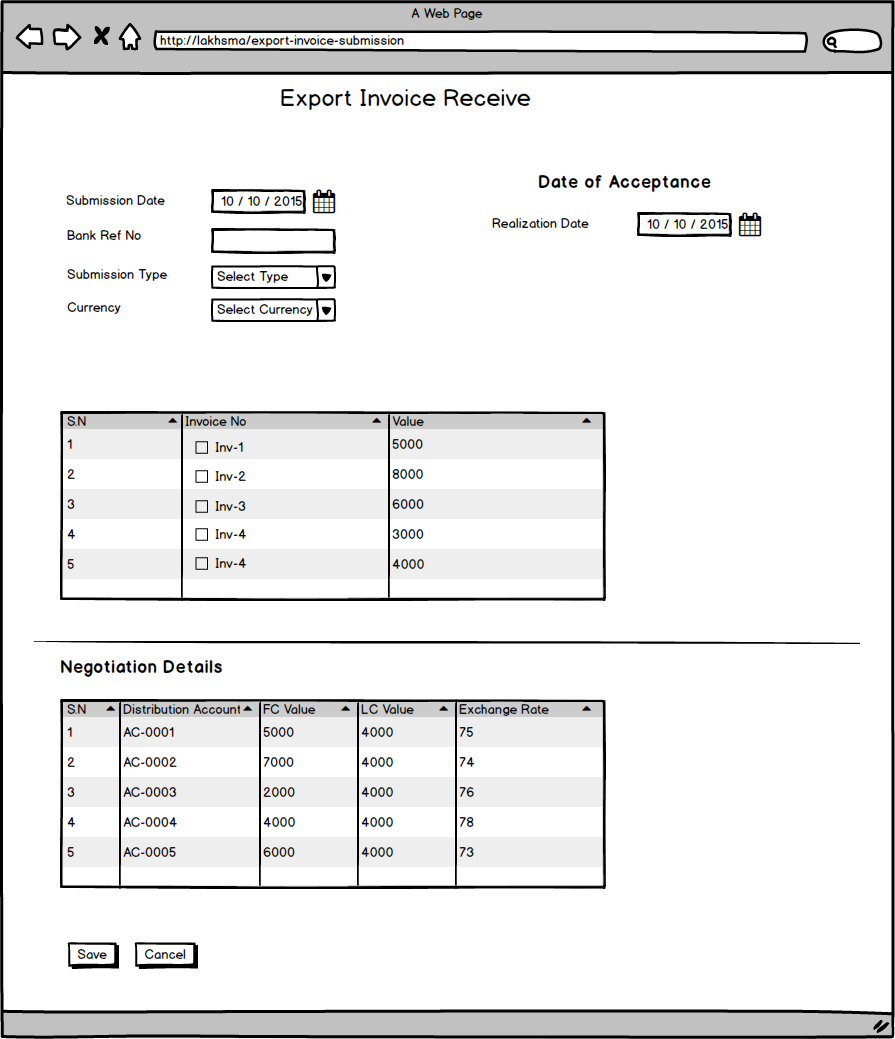 A Web Page
http://lakhsma/export-invoice-submission
Export Invoice Receive
Date of Acceptance
Submission Date 10 / 10 / 2015
Realization Date 10 / 10 / 2015
Bank Ref No
Submission Type Select Type
Currency Select Currency
S.N Invoice No Value
1 Inv-1 5000
2 Inv-2 8000
3 Inv-3 6000
4 Inv-4 3000
5 Inv-4 4000
Negotiation Details
S.N Distribution Account FC Value LC Value Exchange Rate
1 AC-0001 5000 4000 75
2 AC-0002 7000 4000 74
3 AC-0003 2000 4000 76
4 AC-0004 4000 4000 78
5 AC-0005 6000 4000 73
Save Cancel